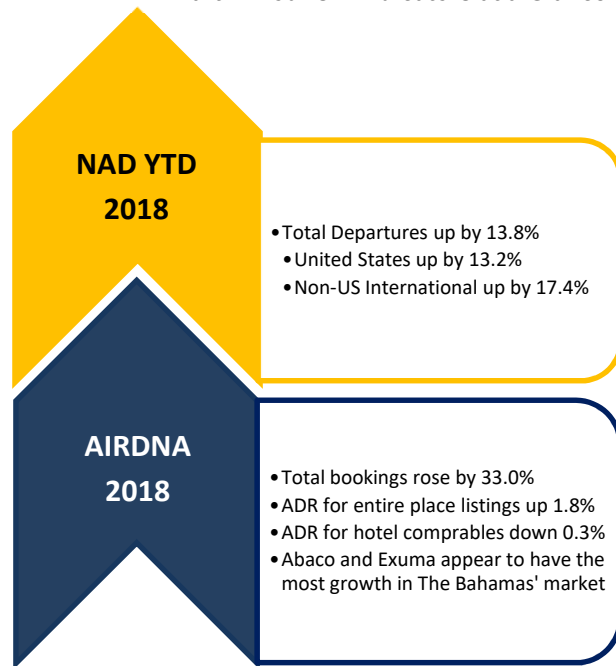 NAD YTD
2018
•Total Departures up by 13.8%
•United States up by 13.2%
•Non-US International up by 17.4%
AIRDNA
2018
•Total bookings rose by 33.0%
•ADR for entire place listings up 1.8%
•ADR for hotel comprables down 0.3%
•Abaco and Exuma appear to have the
most growth in The Bahamas' market